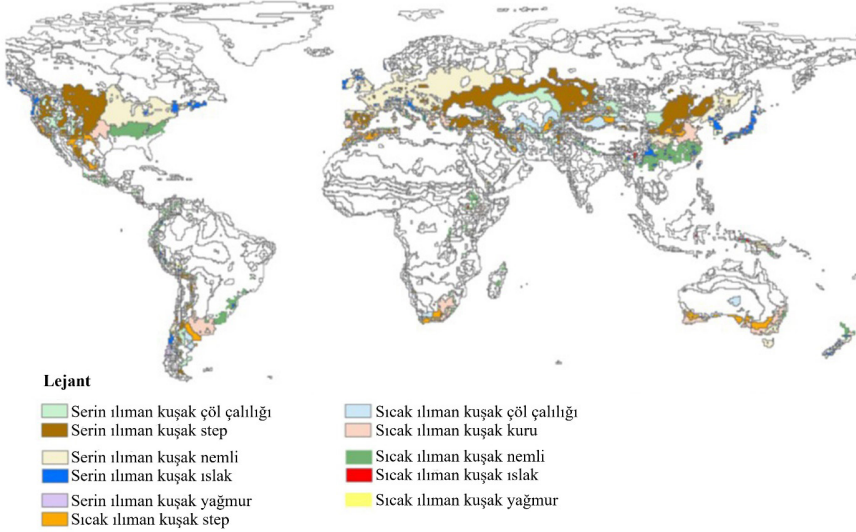 Lejant
Serin ılıman kuşak çöl çalılığı
Serin ılıman kuşak step
Serin ılıman kuşak nemli
Serin ılıman kuşak ıslak
Serin ılıman kuşak yağmur
Sıcak ılıman kuşak step
Sıcak ılıman kuşak çöl çalılığı
Sıcak ılıman kuşak kuru
Sıcak ılıman kuşak nemli
Sıcak ılıman kuşak ıslak
Sıcak ılıman kuşak yağmur